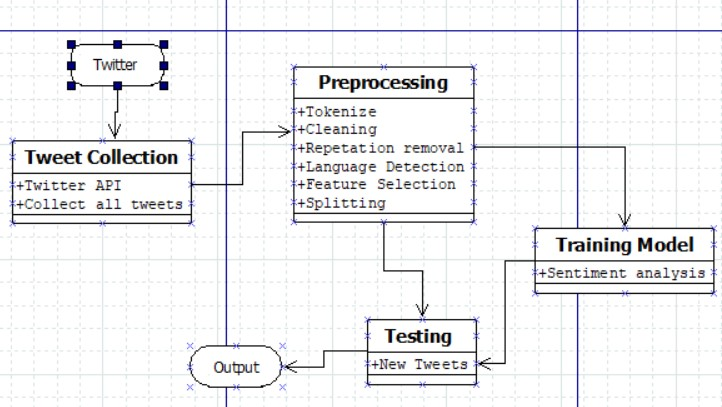 Twitter
Tweet Collection
+Twitter API
+Collect all tweets
Preprocessing
+Tokenize
+Cleaning
+Repetation removal
+Language Detection
+Feature Selection
+Splitting
Training Model
+Sentiment analysis
Testing
+New Tweets
Output